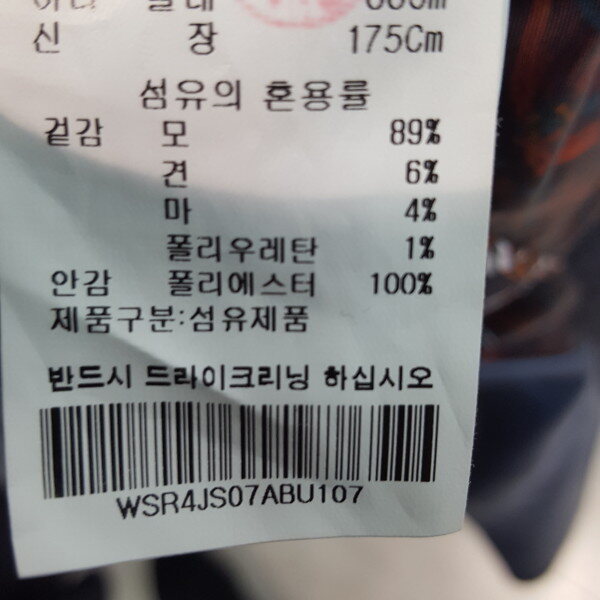 신 장 175Cm
섬유의 혼용률
겉감 모 89%
견 6%
마 4%
폴리우레탄 1%
안감 폴리에스터 100%
제품구분:섬유제품
반드시 드라이크리닝 하십시오
WSR4JS07ABU107